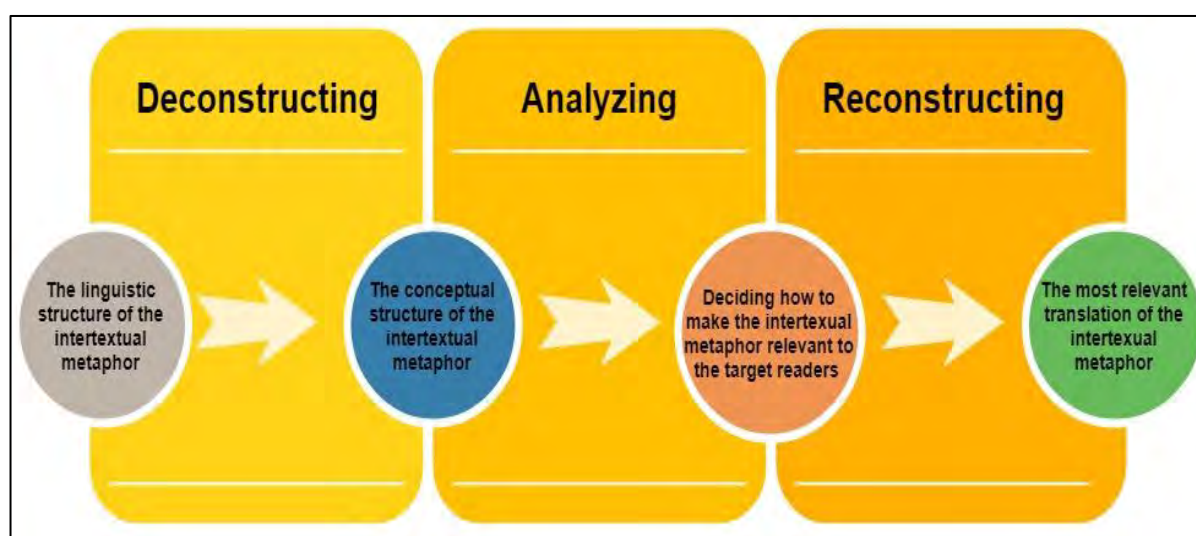 Deconstructing
Analyzing
Reconstructing
The linguistic
structure of the
intertextual
metaphor
The conceptual
structure of the
intertextual
metaphor
Deciding how to
make the intertexual
metaphor relevant to
the target readers
The most relevant
translation of the
intertexual
metaphor